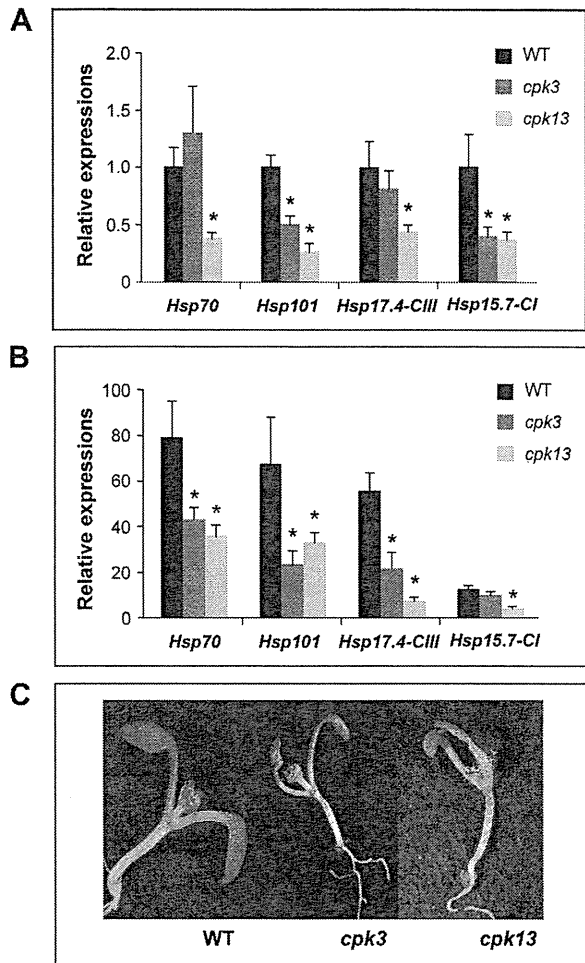 A
Relative expressions
2.0
1.5
1.0
0.5
0
WT
cpk3
cpk13
*
* *
*
* *
Hsp70 Hsp101 Hsp17.4-CIII Hsp15.7-CI
B
Relative expressions
100
80
60
40
20
0
WT
cpk3
cpk13
* *
* *
* *
*
Hsp70 Hsp101 Hsp17.4-CIII Hsp15.7-CI
C
WT cpk3 cpk13